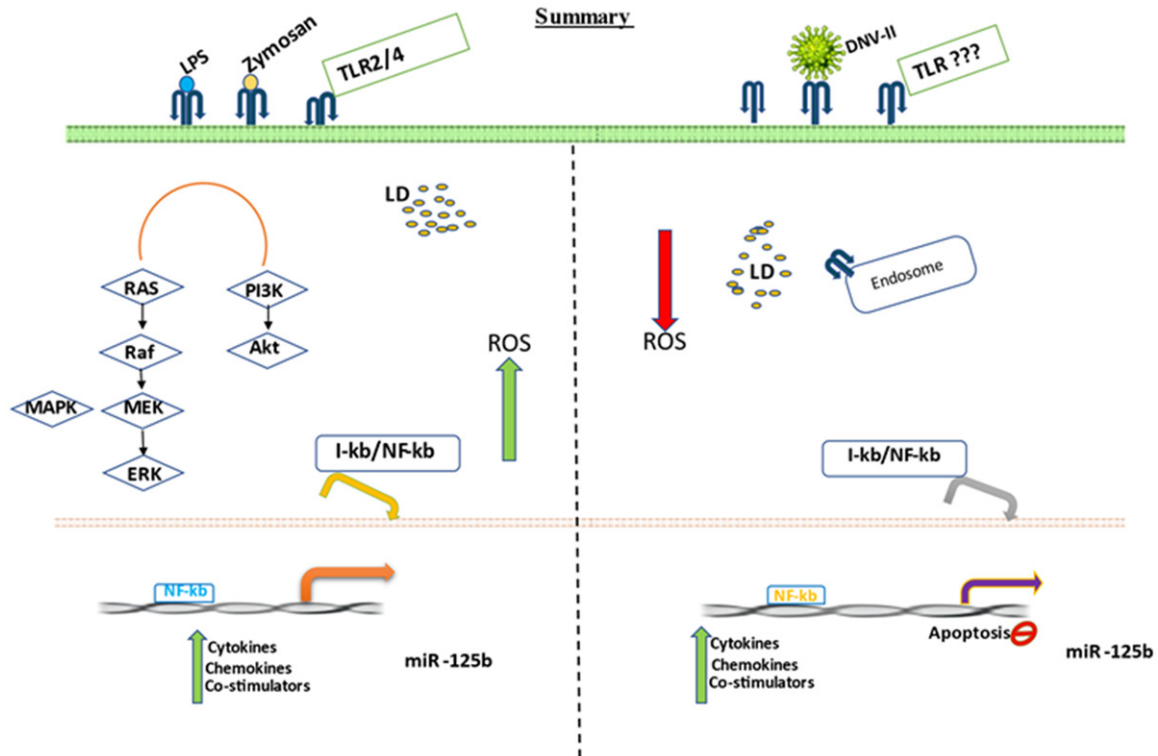 Summary
LPS
Zymosan
TLR2/4
DNV-II
TLR ???
LD
RAS
PI3K
Raf
Akt
MAPK
MEK
ERK
ROS
I-kb/NF-kb
NF-kb
Cytokines
Chemokines
Co-stimulators
miR -125b
LD
Endosome
ROS
I-kb/NF-kb
NF-kb
Apoptosis
Cytokines
Chemokines
Co-stimulators
miR -125b